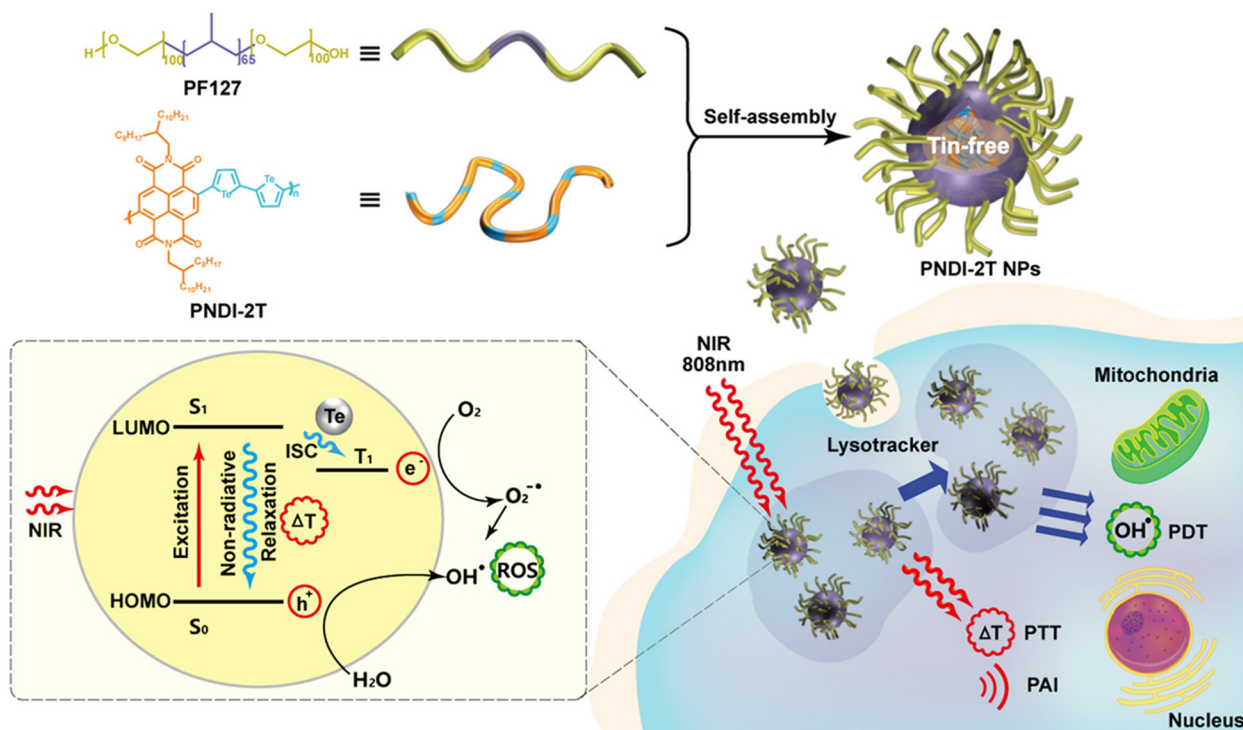 H
O
100
65
O
100
OH
≡
PF127
C₁₀H₂₁
C₈H₁₇
O
N
O
Te
Te
n
O
N
O
C₈H₁₇
C₁₀H₂₁
≡
PNDI-2T
Self-assembly
Tin-free
PNDI-2T NPs
NIR
Excitation
Non-radiative
Relaxation
LUMO
S₁
HOMO
S₀
ΔT
h⁺
Te
ISC
T₁
e⁻
O₂
O₂⁻•
OH•
ROS
H₂O
NIR
808nm
Lysotracker
Mitochondria
OH•
PDT
ΔT
PTT
PAI
Nucleus